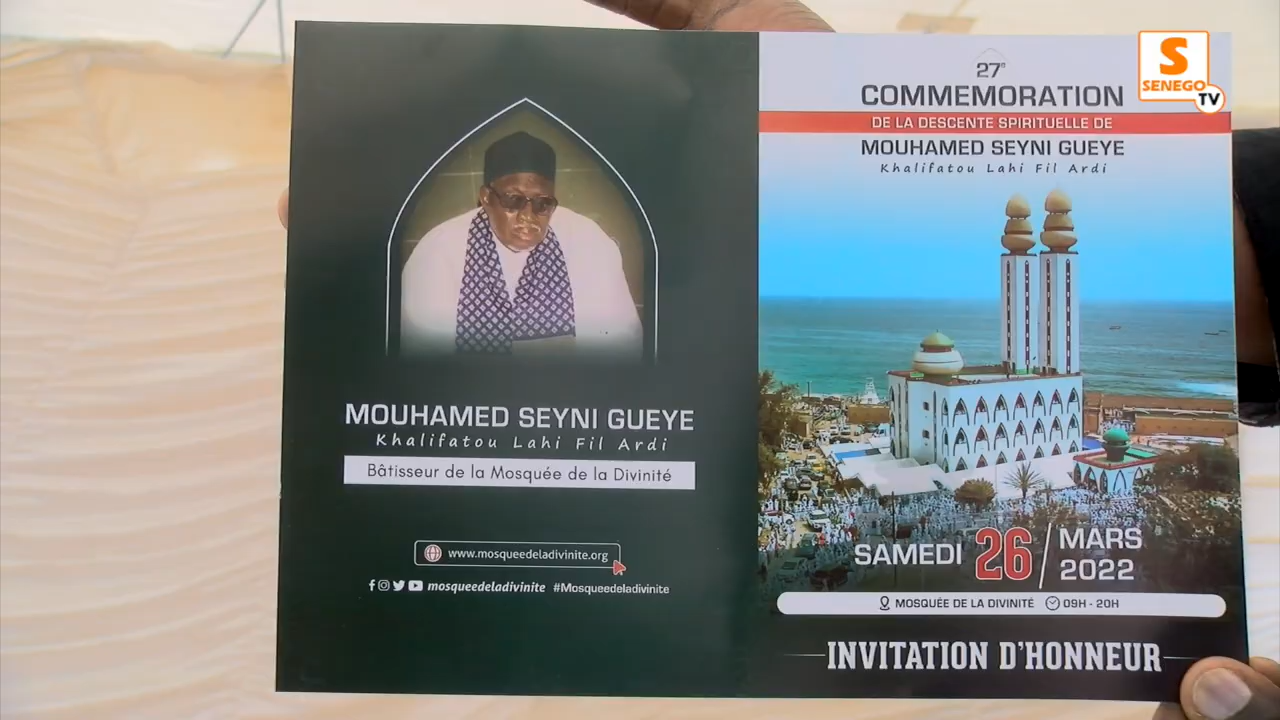 MOUHAMED SEYNI GUEYE
Khalifatou Lahi Fil Ardi
Bâtisseur de la Mosquée de la Divinité
www.mosqueedeladivinite.org
mosqueedeladivinite #Mosqueedeladivinite
27e
COMMEMORATION
DE LA DESCENTE SPIRITUELLE DE
MOUHAMED SEYNI GUEYE
Khalifatou Lahi Fil Ardi
SAMEDI 26 / MARS
2022
MOSQUÉE DE LA DIVINITÉ 09H - 20H
INVITATION D'HONNEUR
S
SENEGO
TV